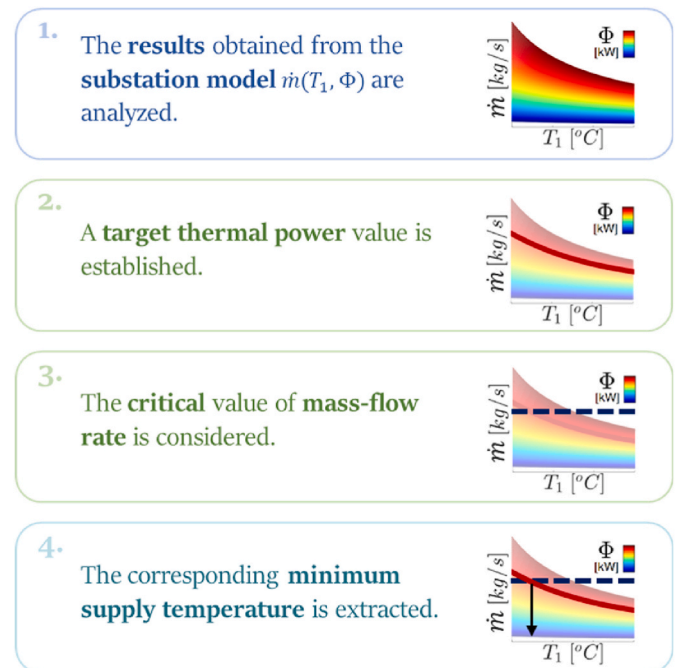 1.
The results obtained from the
substation model ṁ(T₁, Φ) are
analyzed.
Φ
[kW]
ṁ [kg/s]
T₁ [°C]
2.
A target thermal power value is
established.
Φ
[kW]
ṁ [kg/s]
T₁ [°C]
3.
The critical value of mass-flow
rate is considered.
Φ
[kW]
ṁ [kg/s]
T₁ [°C]
4.
The corresponding minimum
supply temperature is extracted.
Φ
[kW]
ṁ [kg/s]
T₁ [°C]